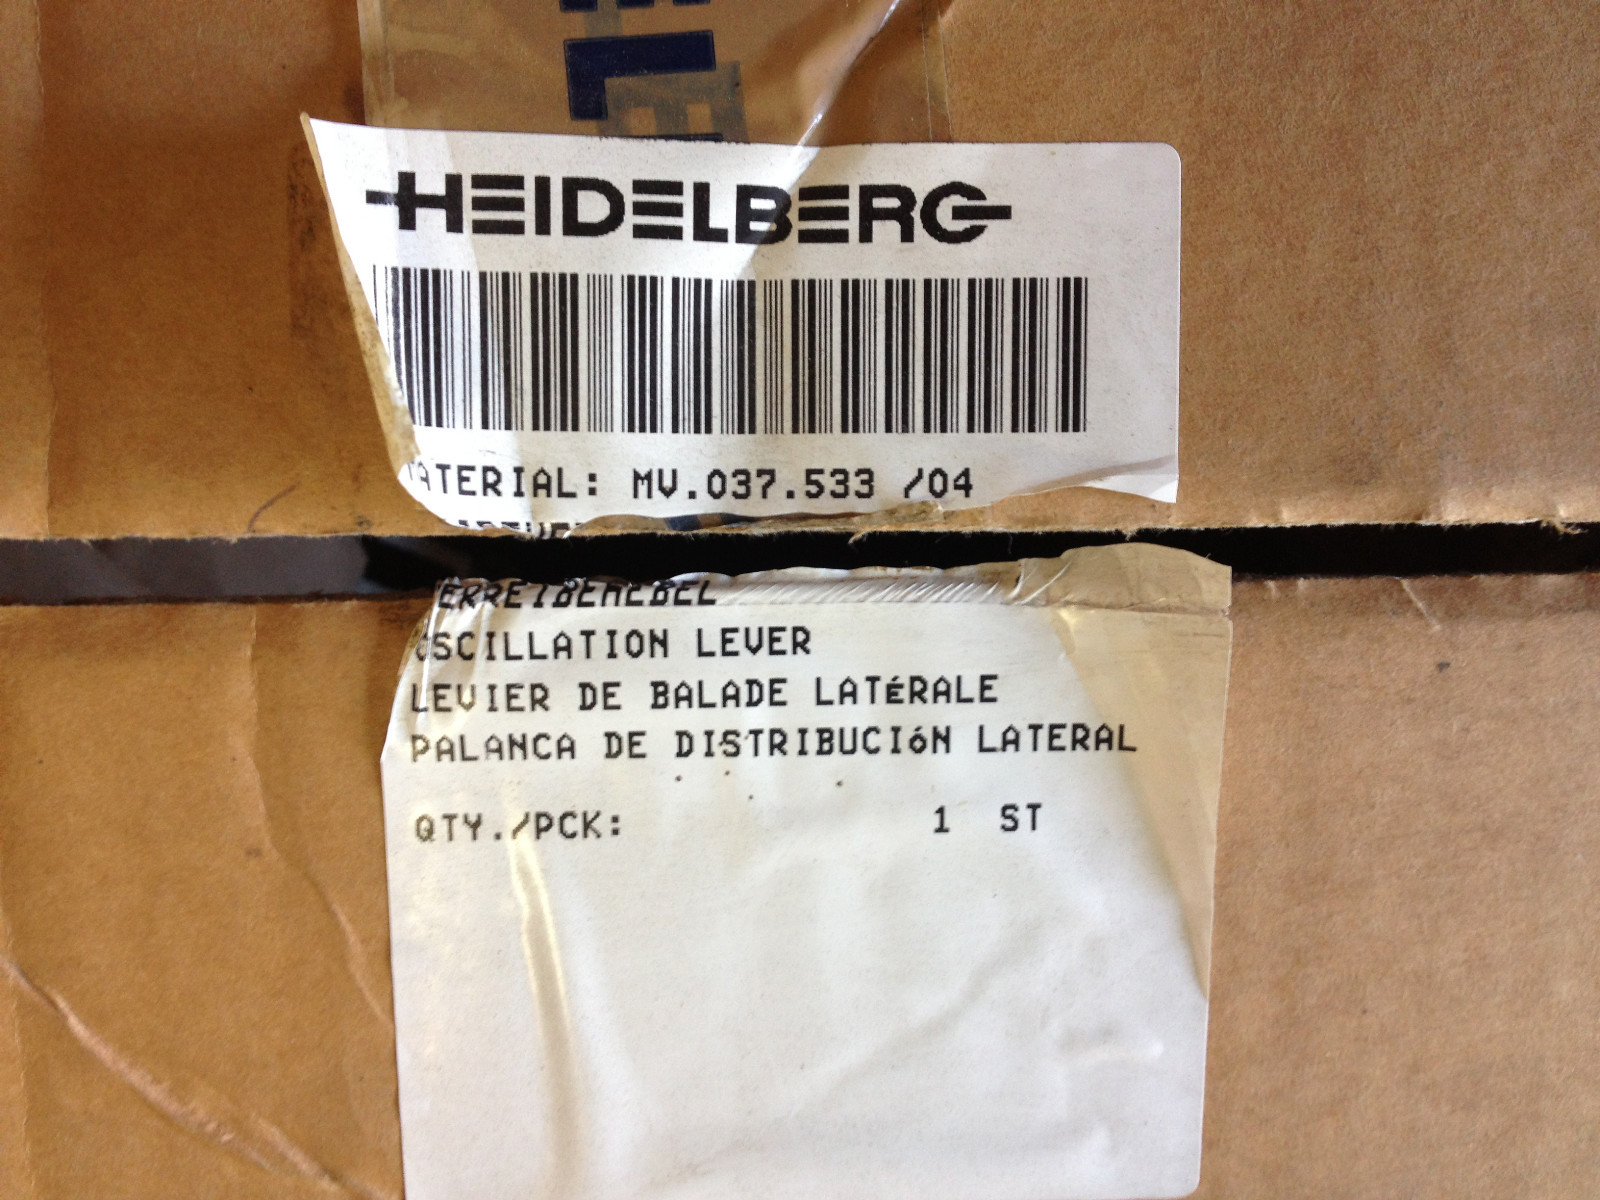 HEIDELBERG
MATERIAL: MV.037.533 /04
OSCILLATION LEVER
LEVIER DE BALADE LATÉRALE
PALANCA DE DISTRIBUCIÓN LATERAL
QTY./PCK: 1 ST